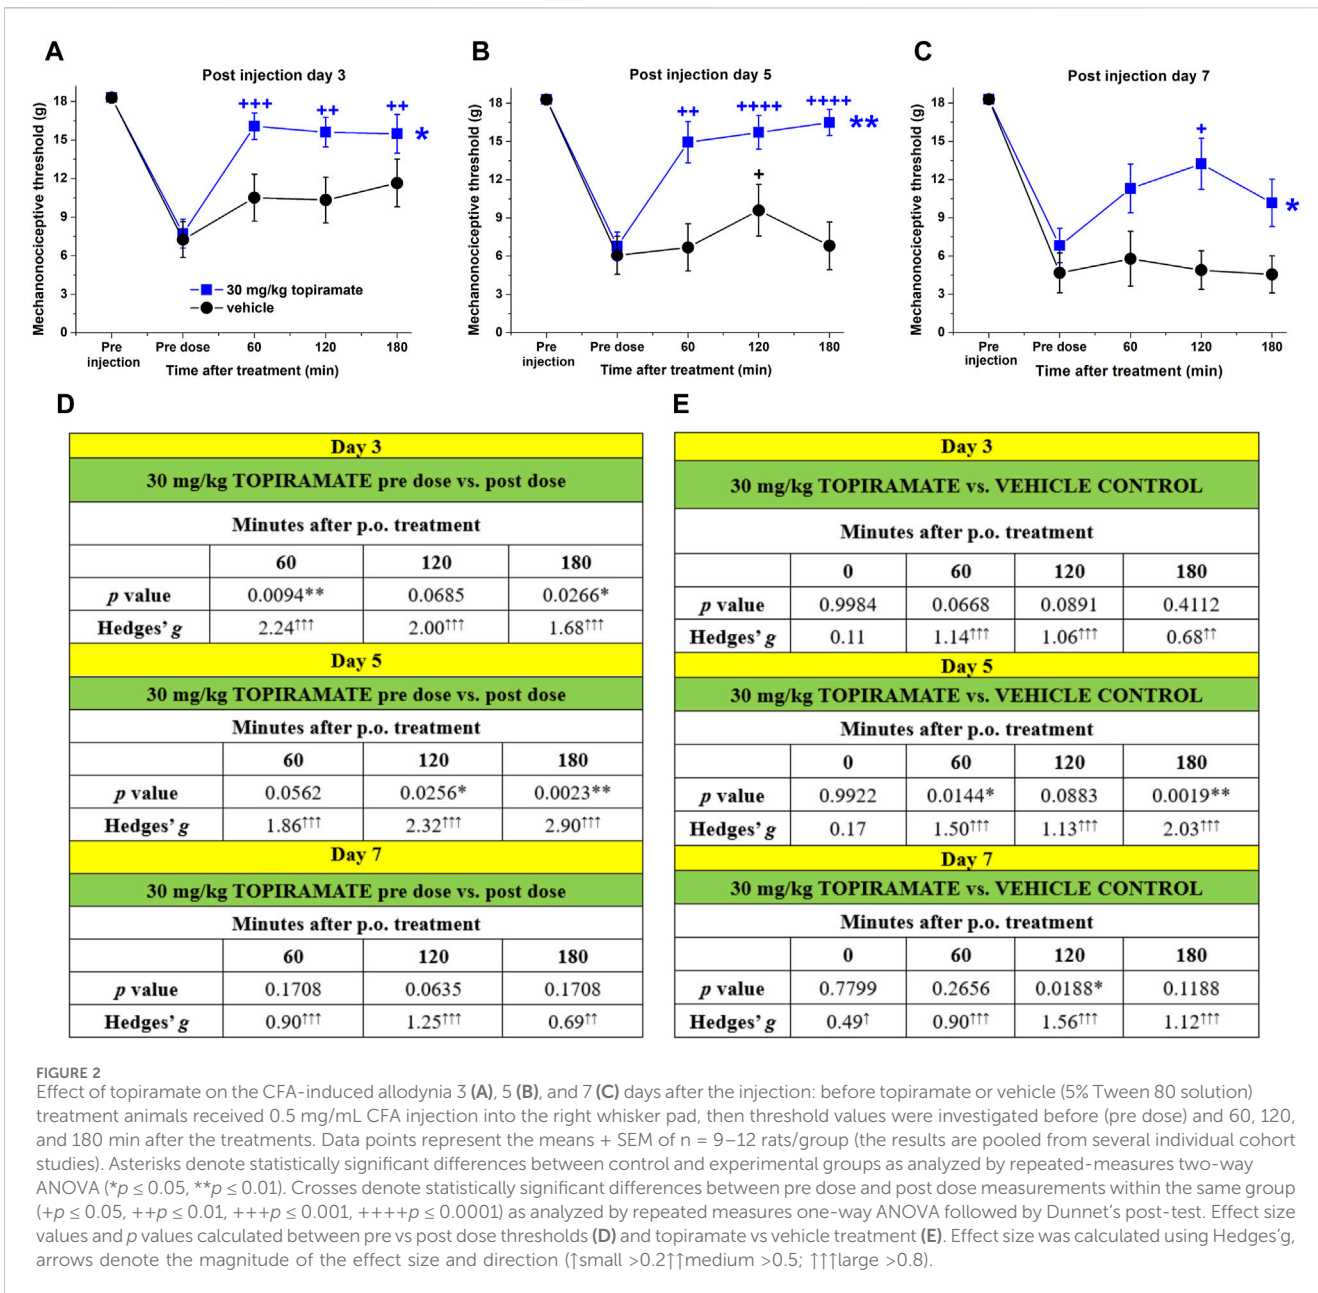 A
Post injection day 3
Mechanonociceptive threshold (g)
18
15
12
9
6
3
0
+++
++
++
*
30 mg/kg topiramate
vehicle
Pre injection
Pre dose
60
120
180
Time after treatment (min)
B
Post injection day 5
Mechanonociceptive threshold (g)
18
15
12
9
6
3
0
++
++++
++++
**
+
Pre injection
Pre dose
60
120
180
Time after treatment (min)
C
Post injection day 7
Mechanonociceptive threshold (g)
18
15
12
9
6
3
0
+
*
Pre injection
Pre dose
60
120
180
Time after treatment (min)
D
Day 3
30 mg/kg TOPIRAMATE pre dose vs. post dose
Minutes after p.o. treatment
60 120 180
p value 0.0094** 0.0685 0.0266*
Hedges' g 2.24↑↑↑ 2.00↑↑↑ 1.68↑↑↑
Day 5
30 mg/kg TOPIRAMATE pre dose vs. post dose
Minutes after p.o. treatment
60 120 180
p value 0.0562 0.0256* 0.0023**
Hedges' g 1.86↑↑↑ 2.32↑↑↑ 2.90↑↑↑
Day 7
30 mg/kg TOPIRAMATE pre dose vs. post dose
Minutes after p.o. treatment
60 120 180
p value 0.1708 0.0635 0.1708
Hedges' g 0.90↑↑↑ 1.25↑↑↑ 0.69↑↑
E
Day 3
30 mg/kg TOPIRAMATE vs. VEHICLE CONTROL
Minutes after p.o. treatment
0 60 120 180
p value 0.9984 0.0668 0.0891 0.4112
Hedges' g 0.11 1.14↑↑↑ 1.06↑↑↑ 0.68↑↑
Day 5
30 mg/kg TOPIRAMATE vs. VEHICLE CONTROL
Minutes after p.o. treatment
0 60 120 180
p value 0.9922 0.0144* 0.0883 0.0019**
Hedges' g 0.17 1.50↑↑↑ 1.13↑↑↑ 2.03↑↑↑
Day 7
30 mg/kg TOPIRAMATE vs. VEHICLE CONTROL
Minutes after p.o. treatment
0 60 120 180
p value 0.7799 0.2656 0.0188* 0.1188
Hedges' g 0.49↑ 0.90↑↑↑ 1.56↑↑↑ 1.12↑↑↑
FIGURE 2
Effect of topiramate on the CFA-induced allodynia 3 (A), 5 (B), and 7 (C) days after the injection: before topiramate or vehicle (5% Tween 80 solution)
treatment animals received 0.5 mg/mL CFA injection into the right whisker pad, then threshold values were investigated before (pre dose) and 60, 120,
and 180 min after the treatments. Data points represent the means + SEM of n = 9–12 rats/group (the results are pooled from several individual cohort
studies). Asterisks denote statistically significant differences between control and experimental groups as analyzed by repeated-measures two-way
ANOVA (*p ≤ 0.05, **p ≤ 0.01). Crosses denote statistically significant differences between pre dose and post dose measurements within the same group
(+p ≤ 0.05, ++p ≤ 0.01, +++p ≤ 0.001, ++++p ≤ 0.0001) as analyzed by repeated measures one-way ANOVA followed by Dunnet's post-test. Effect size
values and p values calculated between pre vs post dose thresholds (D) and topiramate vs vehicle treatment (E). Effect size was calculated using Hedges'g,
arrows denote the magnitude of the effect size and direction (↑small >0.2↑↑medium >0.5; ↑↑↑large >0.8).